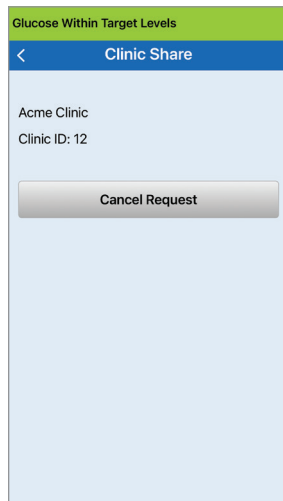 Glucose Within Target Levels
Clinic Share
Acme Clinic
Clinic ID: 12
Cancel Request